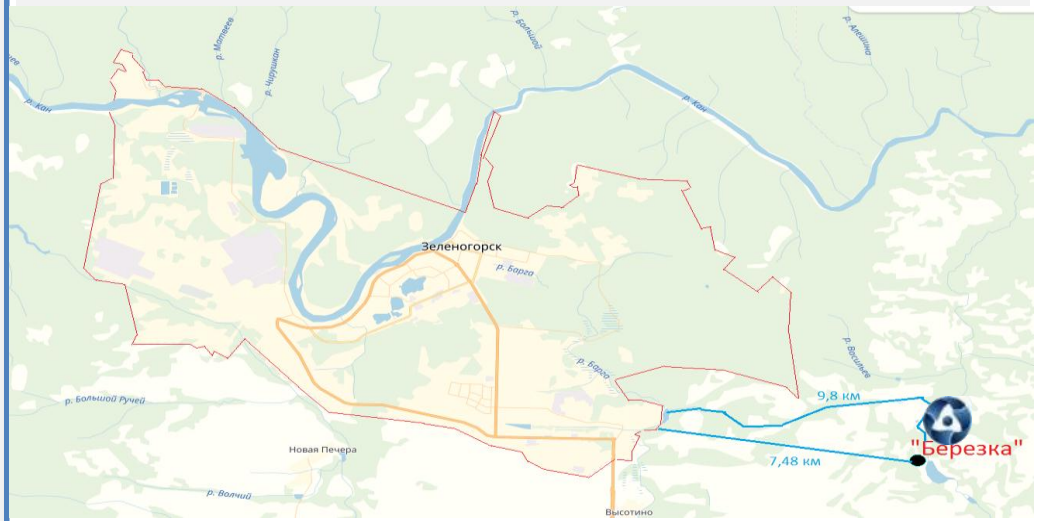 р. Матвеев
р. Чирушкан
р. Большой
р. Алешина
р. Кан
р. Кан
Зеленогорск
р. Барга
р. Барга
р. Васильев
р. Большой Ручей
9,8 км
"Березка"
Новая Печера
7,48 км
р. Волчий
Высотино